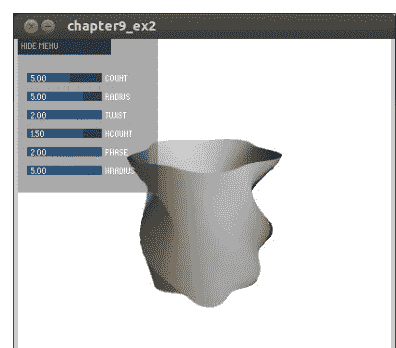 chapter9_ex2
HIDE MENU
5.00 COUNT
5.00 RADIUS
2.00 TWIST
1.50 HCOUNT
2.00 PHASE
5.00 HRADIUS